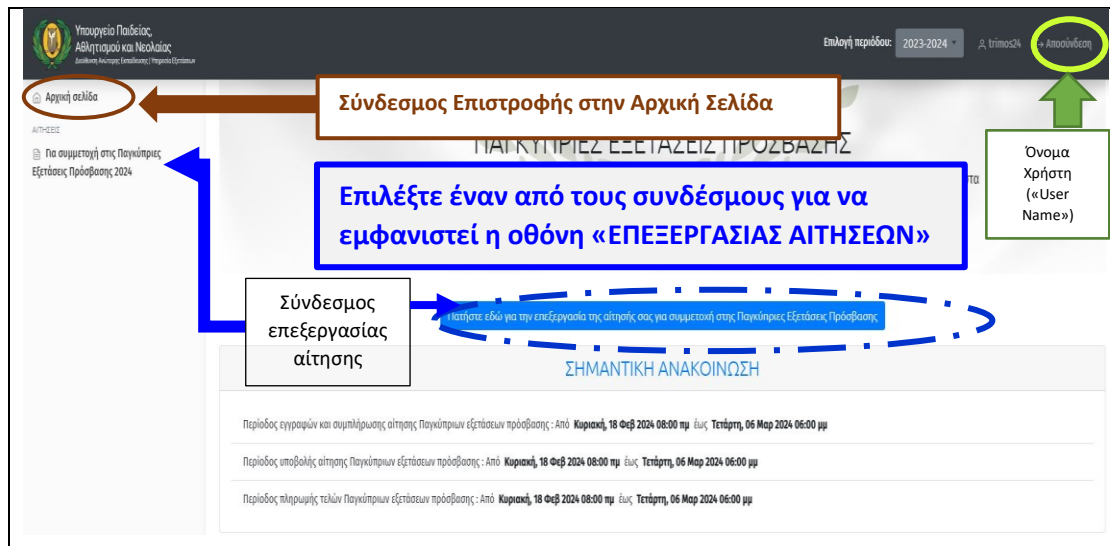 Υπουργείο Παιδείας,
Αθλητισμού και Νεολαίας
Διεύθυνση Ανώτερης Εκπαίδευσης | Υπηρεσία Εξετάσεων
Επιλογή περιόδου: 2023-2024 trimos24 Αποσύνδεση
Αρχική σελίδα
ΑΙΤΗΣΕΙΣ
Για συμμετοχή στις Παγκύπριες
Εξετάσεις Πρόσβασης 2024
Σύνδεσμος Επιστροφής στην Αρχική Σελίδα
ΠΑΓΚΥΠΡΙΕΣ ΕΞΕΤΑΣΕΙΣ ΠΡΟΣΒΑΣΗΣ
Όνομα
Χρήστη
(«User
Name»)
Επιλέξτε έναν από τους συνδέσμους για να
εμφανιστεί η οθόνη «ΕΠΕΞΕΡΓΑΣΙΑΣ ΑΙΤΗΣΕΩΝ»
Σύνδεσμος
επεξεργασίας
αίτησης
Πατήστε εδώ για την επεξεργασία της αίτησής σας για συμμετοχή στης Παγκύπριες Εξετάσεις Πρόσβασης
ΣΗΜΑΝΤΙΚΗ ΑΝΑΚΟΙΝΩΣΗ
Περίοδος εγγραφών και συμπλήρωσης αίτησης Παγκύπριων εξετάσεων πρόσβασης : Από Κυριακή, 18 Φεβ 2024 08:00 πμ έως Τετάρτη, 06 Μαρ 2024 06:00 μμ
Περίοδος υποβολής αίτησης Παγκύπριων εξετάσεων πρόσβασης : Από Κυριακή, 18 Φεβ 2024 08:00 πμ έως Τετάρτη, 06 Μαρ 2024 06:00 μμ
Περίοδος πληρωμής τελών Παγκύπριων εξετάσεων πρόσβασης : Από Κυριακή, 18 Φεβ 2024 08:00 πμ έως Τετάρτη, 06 Μαρ 2024 06:00 μμ